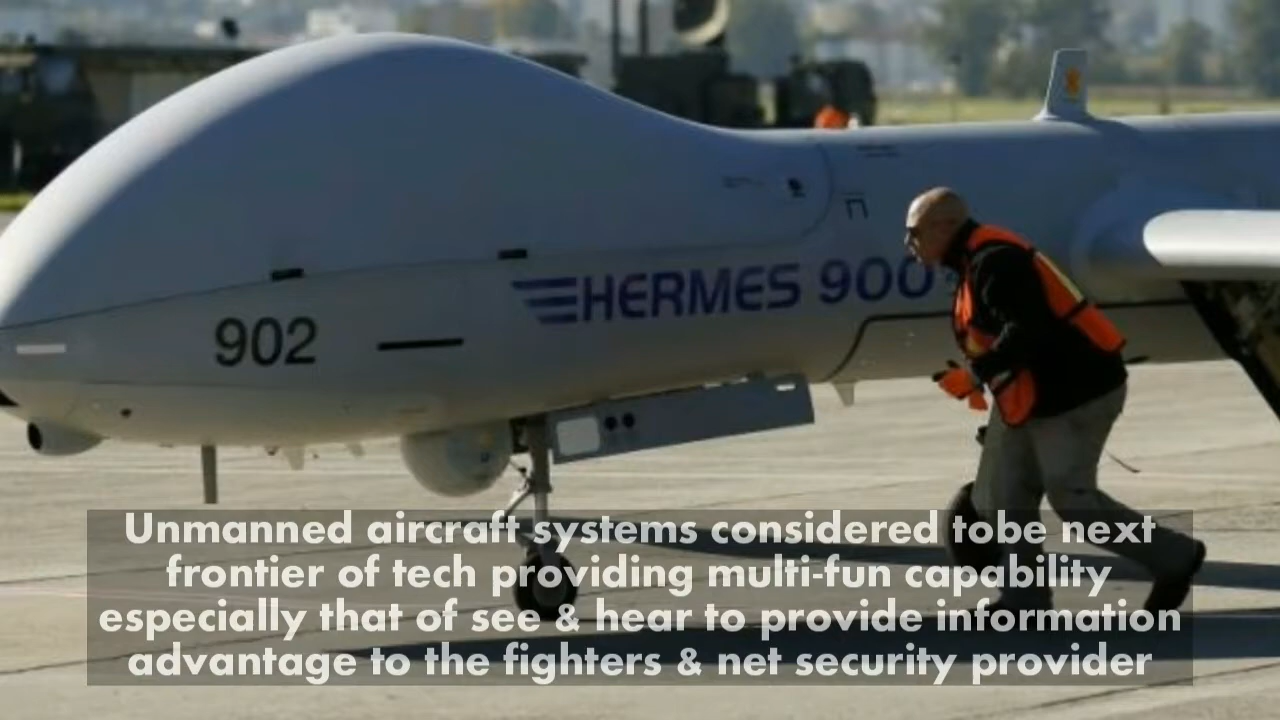 HERMES 900
902
Unmanned aircraft systems considered tobe next
frontier of tech providing multi-fun capability
especially that of see & hear to provide information
advantage to the fighters & net security provider